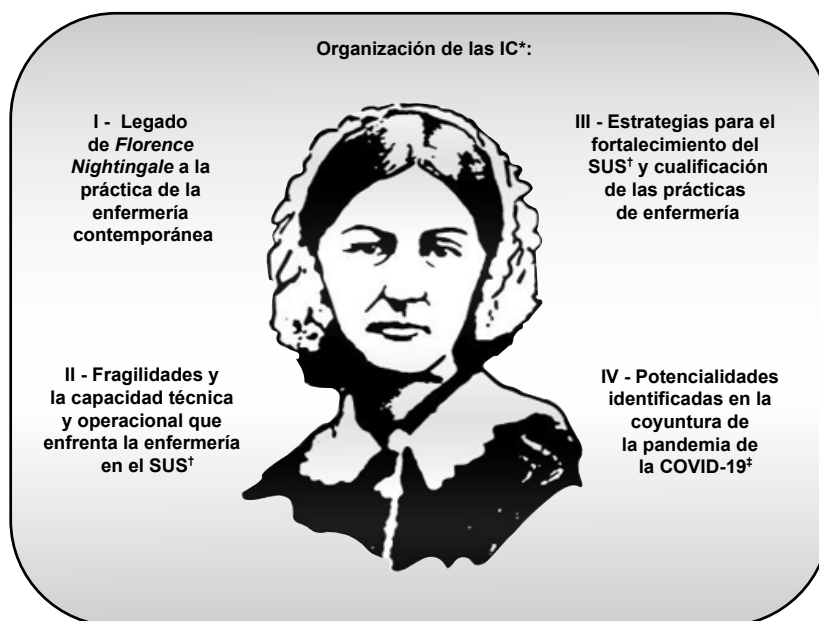 Organización de las IC*:
I - Legado
de Florence
Nightingale a la
práctica de la
enfermería
contemporánea
II - Fragilidades y
la capacidad técnica
y operacional que
enfrenta la enfermería
en el SUS†
III - Estrategias para el
fortalecimiento del
SUS† y cualificación
de las prácticas
de enfermería
IV - Potencialidades
identificadas en la
coyuntura de
la pandemia de
la COVID-19‡